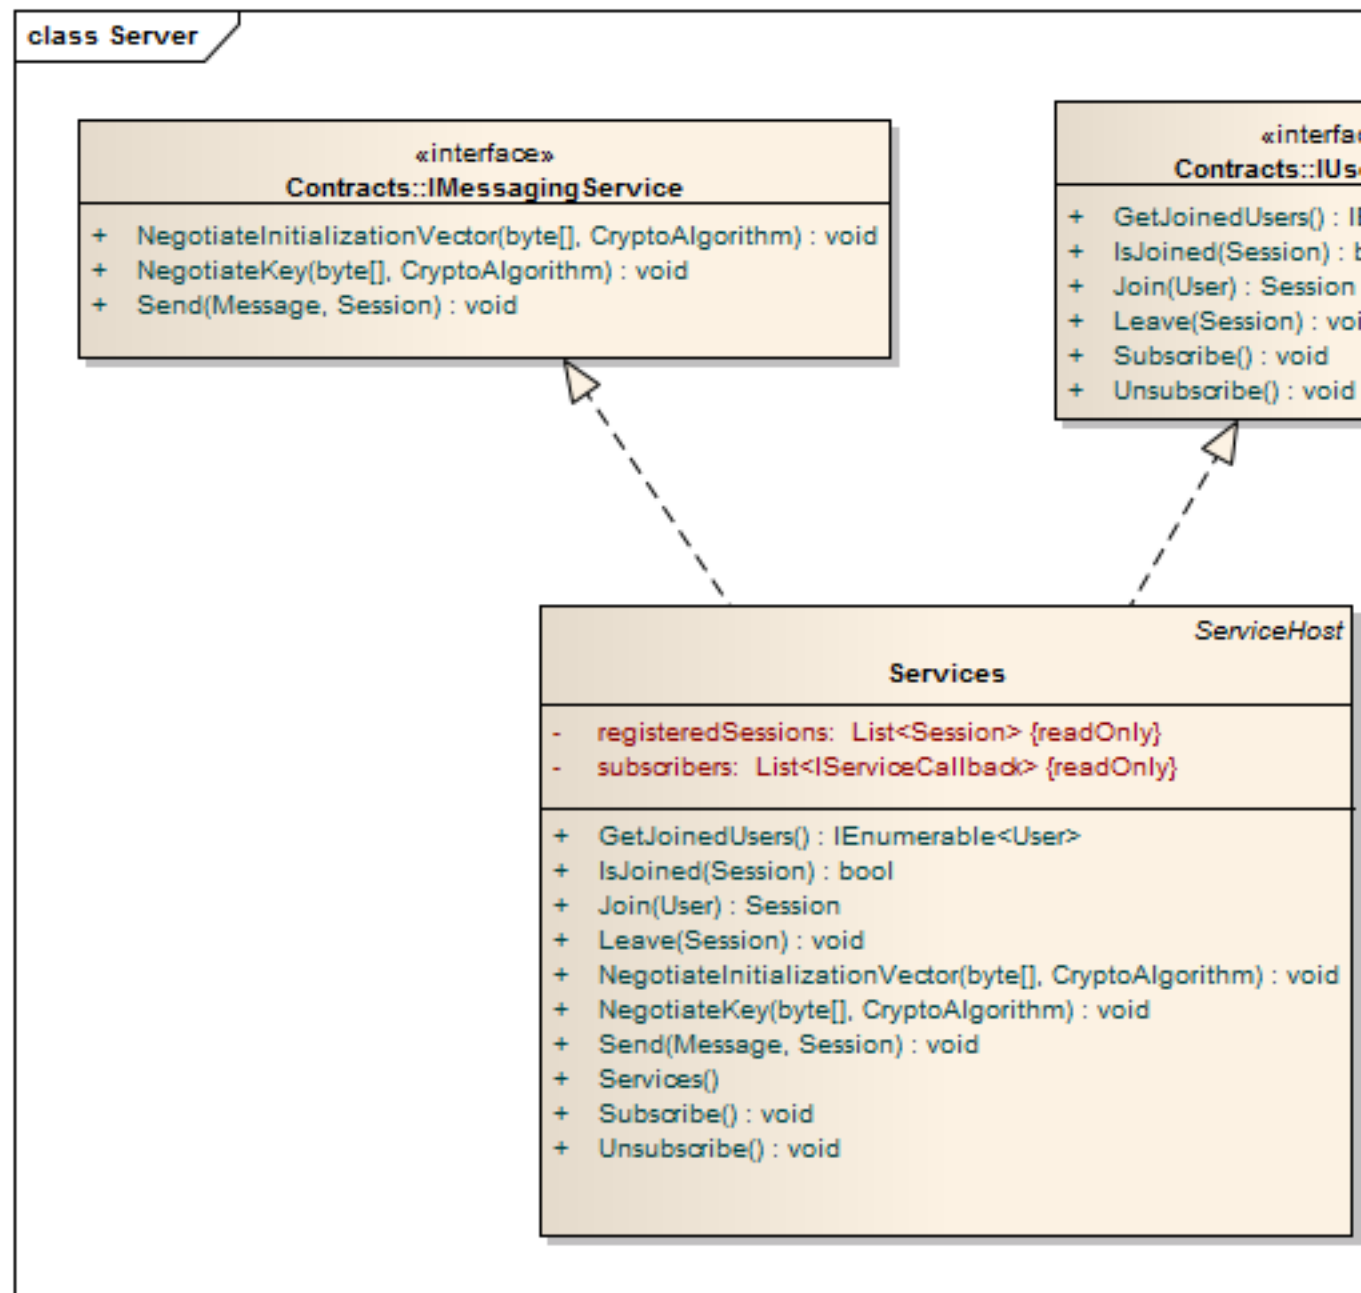 class Server
«interface»
Contracts::IMessagingService
+ NegotiateInitializationVector(byte[], CryptoAlgorithm) : void
+ NegotiateKey(byte[], CryptoAlgorithm) : void
+ Send(Message, Session) : void
Contracts::
+ GetJoinedUsers() :
+ IsJoined(Session) :
+ Join(User) : Session
+ Leave(Session) :
+ Subscribe() : void
+ Unsubscribe() : void
ServiceHost
Services
- registeredSessions: List<Session> {readOnly}
- subscribers: List<IServiceCallback> {readOnly}
+ GetJoinedUsers() : IEnumerable<User>
+ IsJoined(Session) : bool
+ Join(User) : Session
+ Leave(Session) : void
+ NegotiateInitializationVector(byte[], CryptoAlgorithm) : void
+ NegotiateKey(byte[], CryptoAlgorithm) : void
+ Send(Message, Session) : void
+ Services()
+ Subscribe() : void
+ Unsubscribe() : void